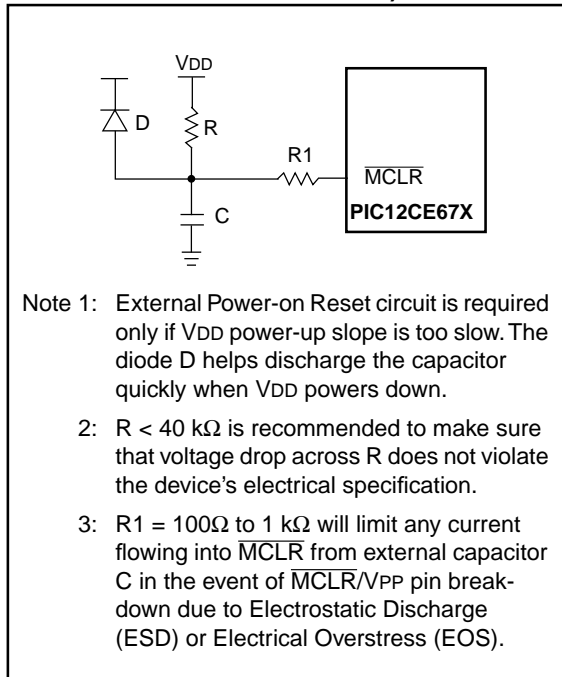 VDD
D
R
R1
MCLR
PIC12CE67X
C
Note 1: External Power-on Reset circuit is required
only if VDD power-up slope is too slow. The
diode D helps discharge the capacitor
quickly when VDD powers down.
2: R < 40 kΩ is recommended to make sure
that voltage drop across R does not violate
the device's electrical specification.
3: R1 = 100Ω to 1 kΩ will limit any current
flowing into MCLR from external capacitor
C in the event of MCLR/VPP pin break-
down due to Electrostatic Discharge
(ESD) or Electrical Overstress (EOS).